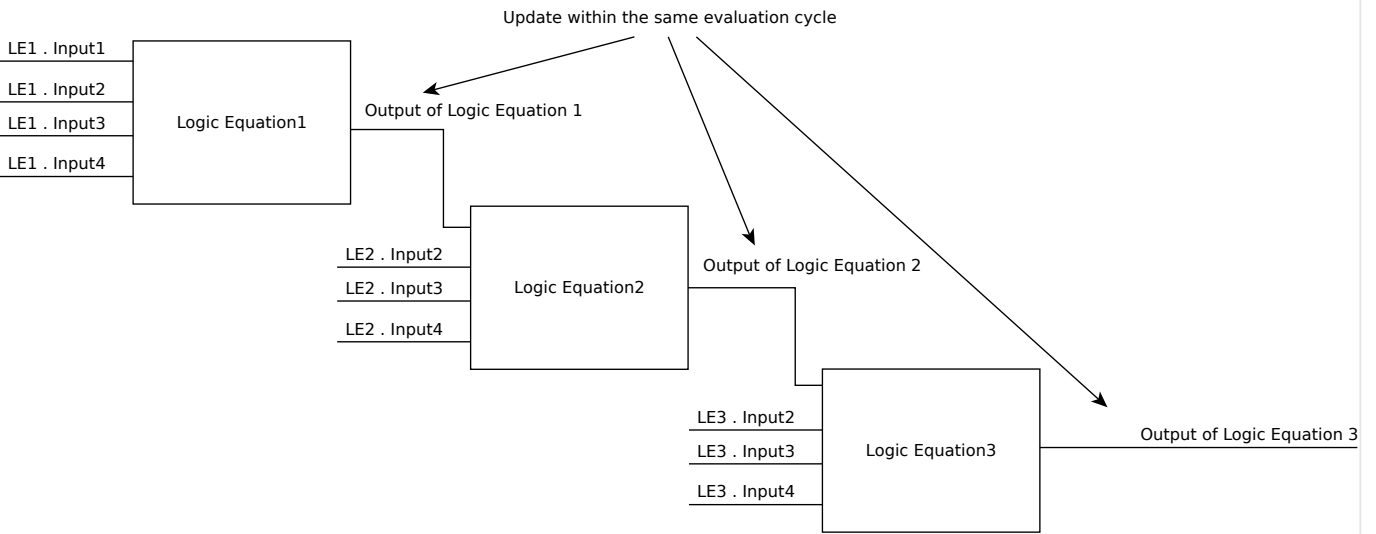 Update within the same evaluation cycle
LE1 . Input1
LE1 . Input2
LE1 . Input3
LE1 . Input4
Logic Equation1
Output of Logic Equation 1
LE2 . Input2
LE2 . Input3
LE2 . Input4
Logic Equation2
Output of Logic Equation 2
LE3 . Input2
LE3 . Input3
LE3 . Input4
Logic Equation3
Output of Logic Equation 3